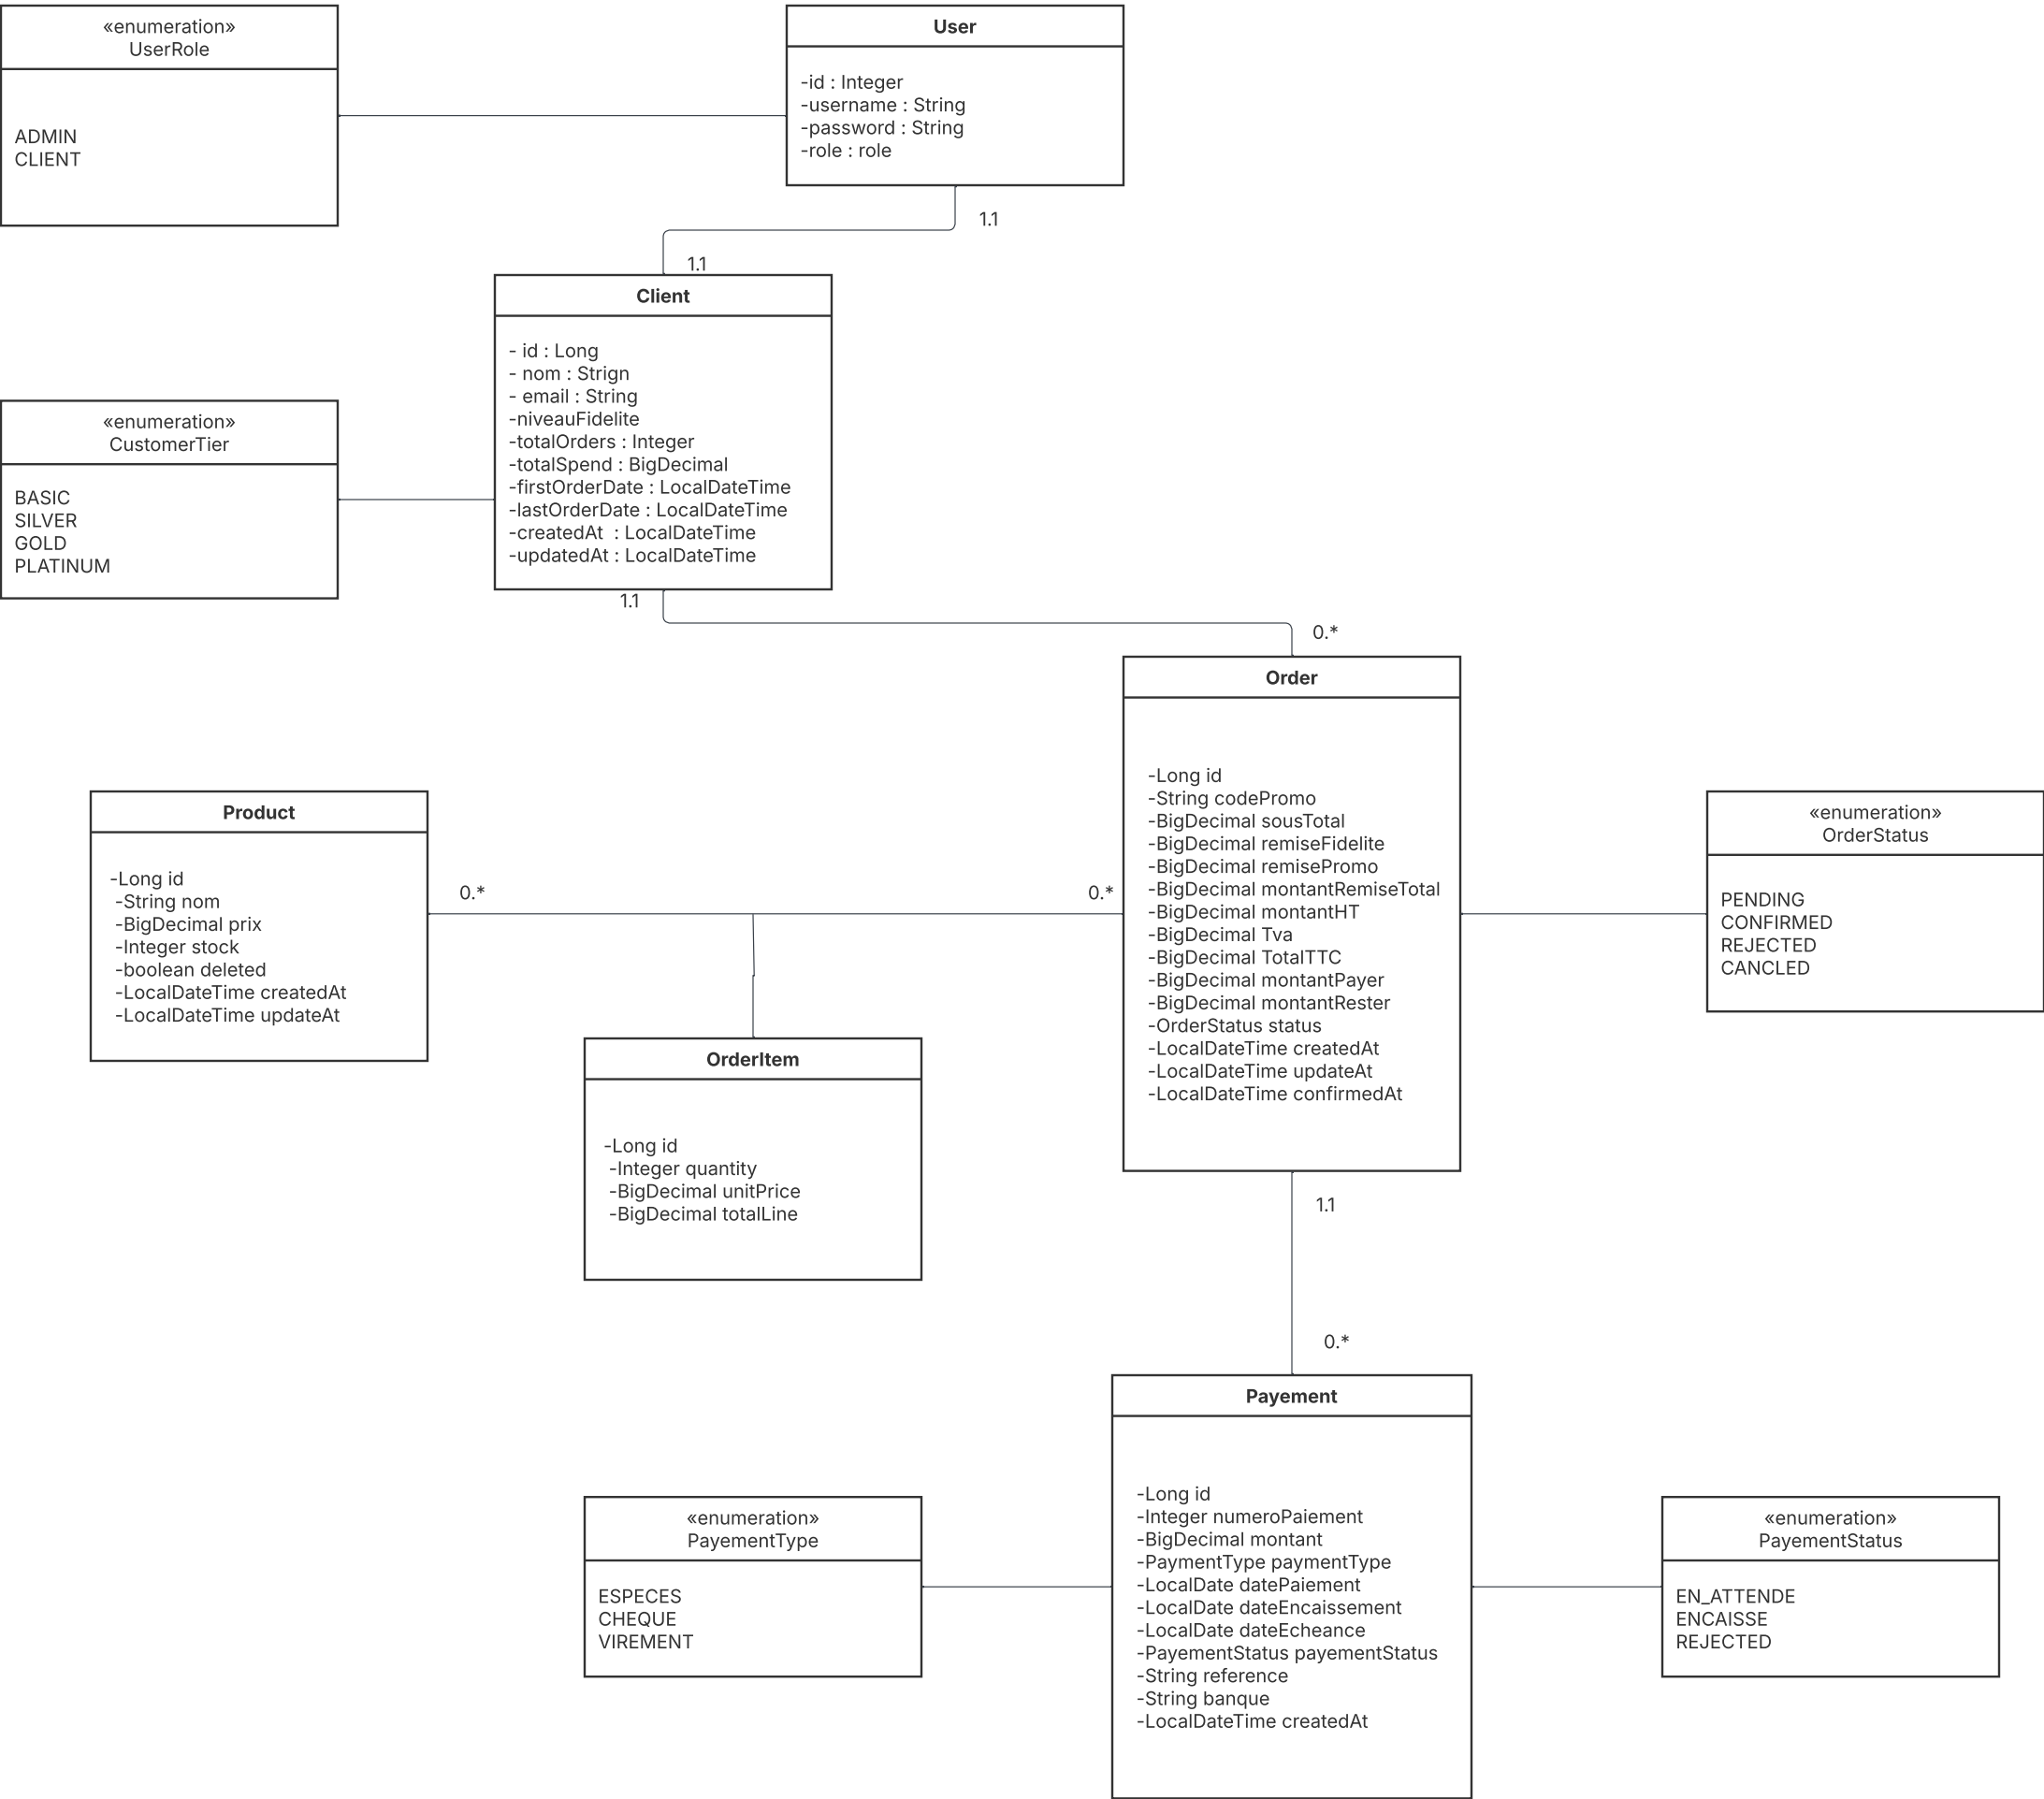 «enumeration»
UserRole
ADMIN
CLIENT
User
-id : Integer
-username : String
-password : String
-role : role
1.1
1.1
Client
- id : Long
- nom : Strign
- email : String
-niveauFidelite
-totalOrders : Integer
-totalSpend : BigDecimal
-firstOrderDate : LocalDateTime
-lastOrderDate : LocalDateTime
-createdAt  : LocalDateTime
-updatedAt : LocalDateTime
«enumeration»
CustomerTier
BASIC
SILVER
GOLD
PLATINUM
1.1
0.*
Order
-Long id
-String codePromo
-BigDecimal sousTotal
-BigDecimal remiseFidelite
-BigDecimal remisePromo
-BigDecimal montantRemiseTotal
-BigDecimal montantHT
-BigDecimal Tva
-BigDecimal TotalTTC
-BigDecimal montantPayer
-BigDecimal montantRester
-OrderStatus status
-LocalDateTime createdAt
-LocalDateTime updateAt
-LocalDateTime confirmedAt
Product
-Long id
-String nom
-BigDecimal prix
-Integer stock
-boolean deleted
-LocalDateTime createdAt
-LocalDateTime updateAt
0.*
0.*
«enumeration»
OrderStatus
PENDING
CONFIRMED
REJECTED
CANCLED
OrderItem
-Long id
-Integer quantity
-BigDecimal unitPrice
-BigDecimal totalLine
1.1
0.*
Payement
-Long id
-Integer numeroPaiement
-BigDecimal montant
-PaymentType paymentType
-LocalDate datePaiement
-LocalDate dateEncaissement
-LocalDate dateEcheance
-PayementStatus payementStatus
-String reference
-String banque
-LocalDateTime createdAt
«enumeration»
PayementType
ESPECES
CHEQUE
VIREMENT
«enumeration»
PayementStatus
EN_ATTENDE
ENCAISSE
REJECTED